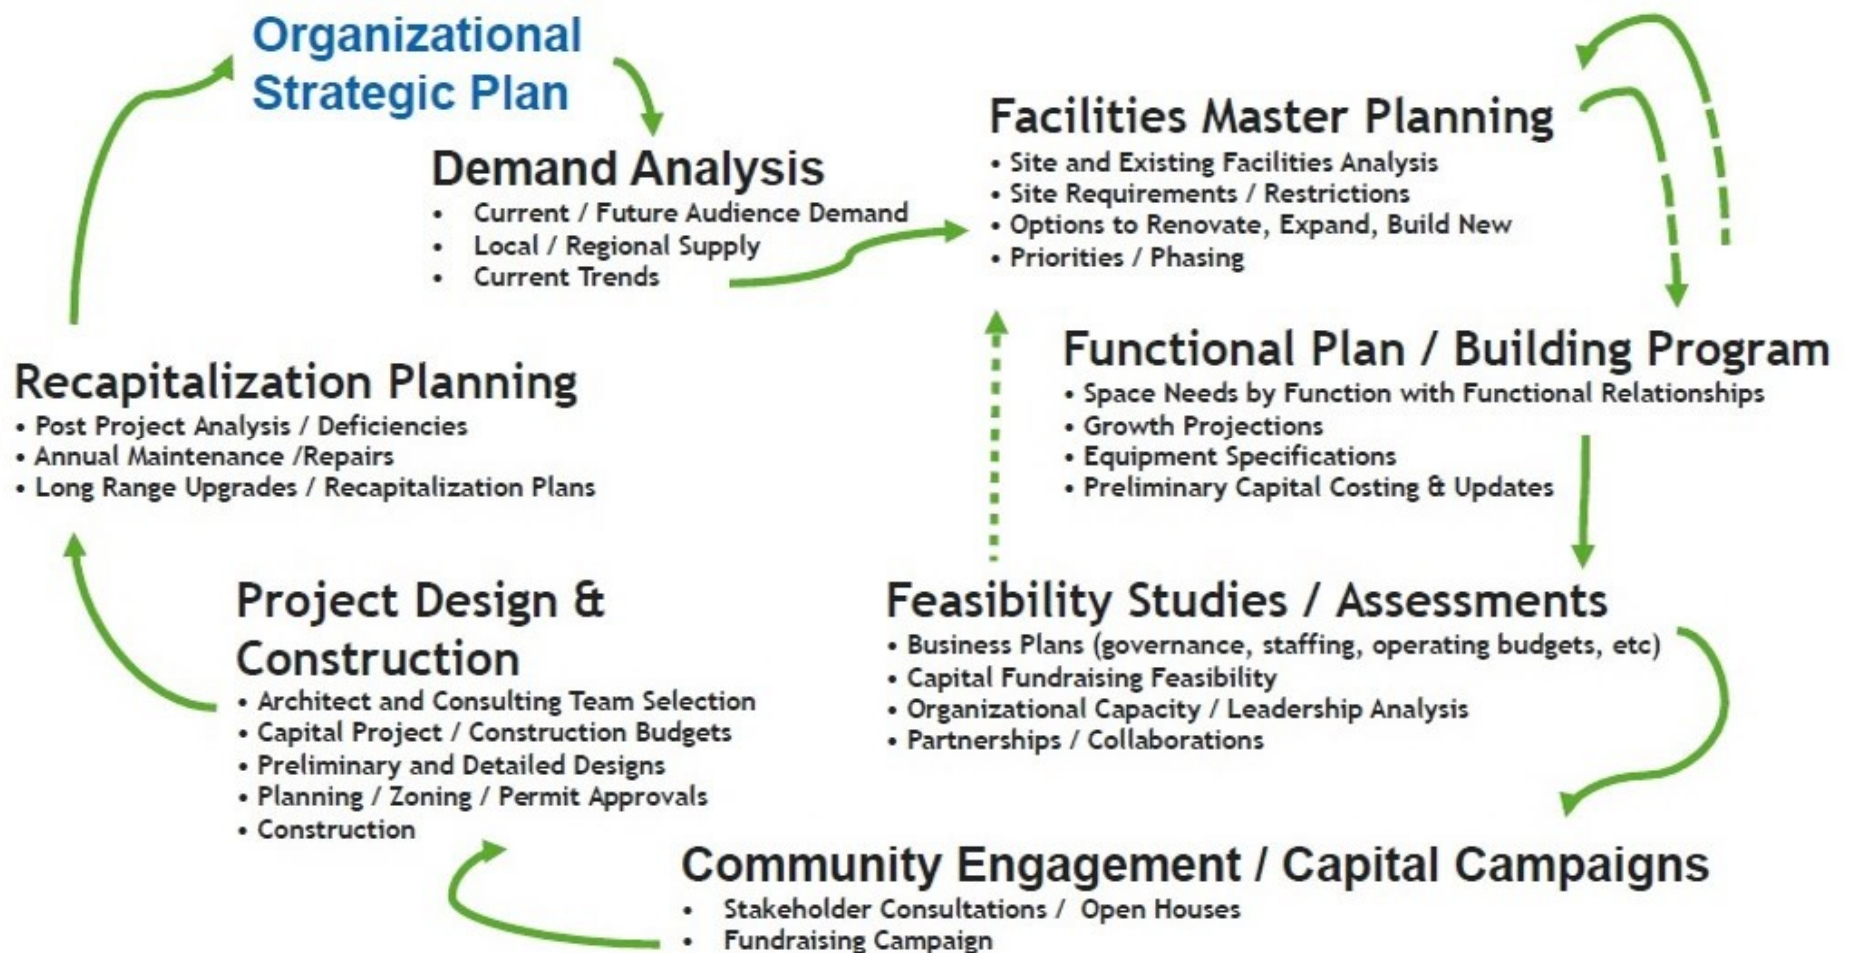 Organizational
Strategic Plan
Demand Analysis
• Current / Future Audience Demand
• Local / Regional Supply
• Current Trends
Facilities Master Planning
• Site and Existing Facilities Analysis
• Site Requirements / Restrictions
• Options to Renovate, Expand, Build New
• Priorities / Phasing
Functional Plan / Building Program
• Space Needs by Function with Functional Relationships
• Growth Projections
• Equipment Specifications
• Preliminary Capital Costing & Updates
Feasibility Studies / Assessments
• Business Plans (governance, staffing, operating budgets, etc)
• Capital Fundraising Feasibility
• Organizational Capacity / Leadership Analysis
• Partnerships / Collaborations
Community Engagement / Capital Campaigns
• Stakeholder Consultations / Open Houses
• Fundraising Campaign
Project Design &
Construction
• Architect and Consulting Team Selection
• Capital Project / Construction Budgets
• Preliminary and Detailed Designs
• Planning / Zoning / Permit Approvals
• Construction
Recapitalization Planning
• Post Project Analysis / Deficiencies
• Annual Maintenance /Repairs
• Long Range Upgrades / Recapitalization Plans